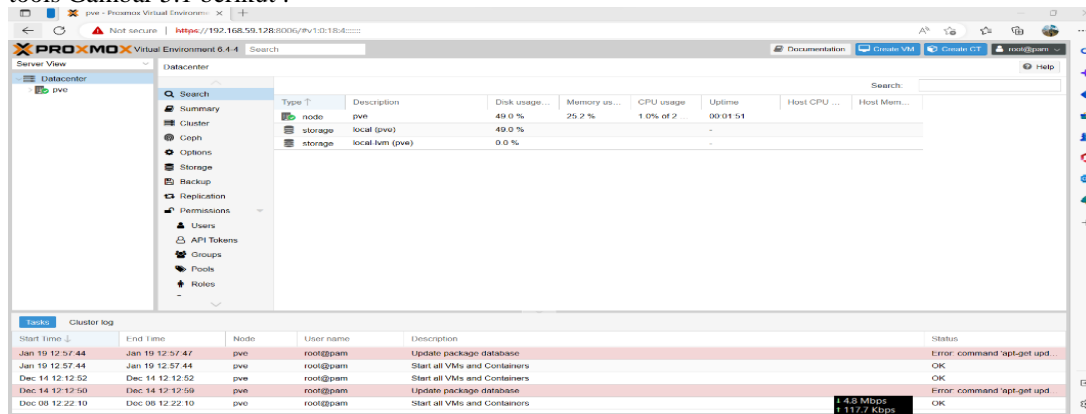 tools Gambar 3.1 berikut :
pve - Proxmox Virtual Environme
Not secure | https://192.168.59.128:8006/#v1:0:18:4::::::
PROXMOX Virtual Environment 6.4-4 Search Documentation Create VM Create CT root@pam
Server View Datacenter Help
Datacenter
pve
Search:
Search
Summary
Cluster
Ceph
Options
Storage
Backup
Replication
Permissions
Users
API Tokens
Groups
Pools
Roles
Type Description Disk usage... Memory us... CPU usage Uptime Host CPU ... Host Mem...
node pve 49.0 % 25.2 % 1.0% of 2 ... 00:01:51
storage local (pve) 49.0 % -
storage local-lvm (pve) 0.0 % -
Tasks Cluster log
Start Time End Time Node User name Description Status
Jan 19 12:57:44 Jan 19 12:57:47 pve root@pam Update package database Error: command 'apt-get upd...
Jan 19 12:57:44 Jan 19 12:57:44 pve root@pam Start all VMs and Containers OK
Dec 14 12:12:52 Dec 14 12:12:52 pve root@pam Start all VMs and Containers OK
Dec 14 12:12:50 Dec 14 12:12:59 pve root@pam Update package database Error: command 'apt-get upd...
Dec 08 12:22:10 Dec 08 12:22:10 pve root@pam Start all VMs and Containers OK
↓ 4.8 Mbps
↑ 117.7 Kbps